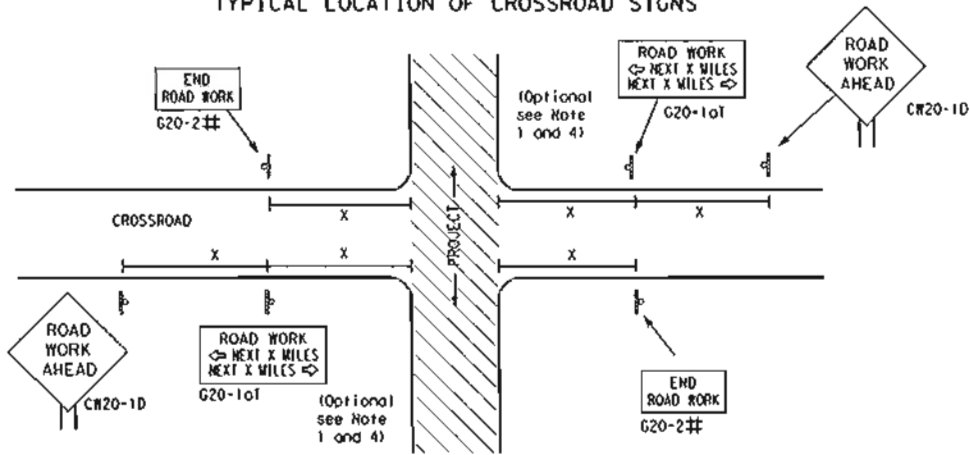 TYPICAL LOCATION OF CROSSROAD SIGNS
END
ROAD WORK
G20-2#
(Optional
see Note
1 and 4)
ROAD WORK
⇦ NEXT X MILES
NEXT X MILES ⇨
G20-1aT
ROAD
WORK
AHEAD
CW20-1D
X
X
X
CROSSROAD
PROJECT
X
X
X
ROAD
WORK
AHEAD
CW20-1D
ROAD WORK
⇦ NEXT X MILES
NEXT X MILES ⇨
G20-1aT
(Optional
see Note
1 and 4)
END
ROAD WORK
G20-2#